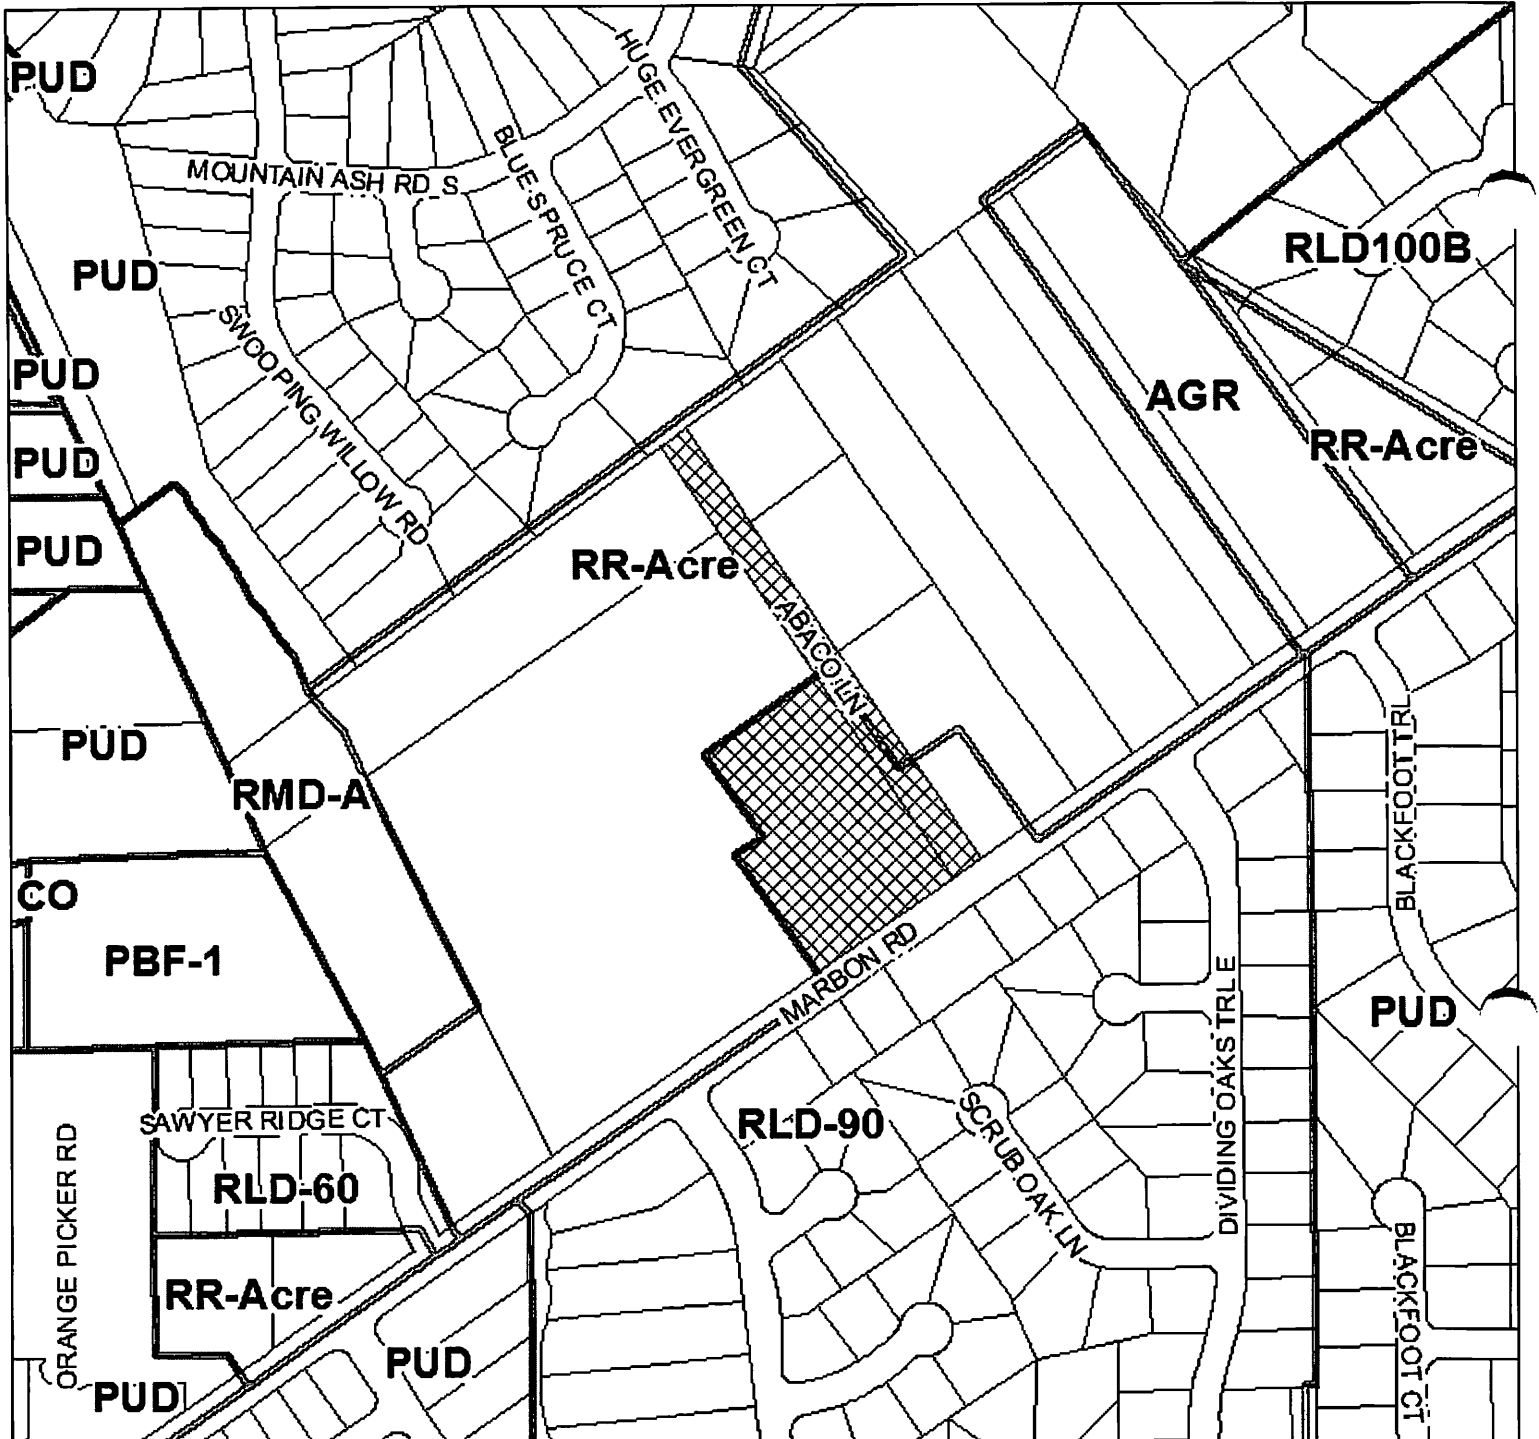 PUD
HUGE EVERGREEN CT
BLUE SPRUCE CT
MOUNTAIN ASH RD S
PUD
RLD100B
SWOOPING WILLOW RD
PUD
AGR
RR-Acre
PUD
PUD
RR-Acre
ABACO LN
PUD
RMD-A
BLACKFOOT TRL
CO
PBF-1
MARBON RD
DIVIDING OAKS TRL E
PUD
SAWYER RIDGE CT
RLD-90
SCRUB OAK LN
RLD-60
ORANGE PICKER RD
RR-Acre
BLACKFOOT CT
PUD
PUD